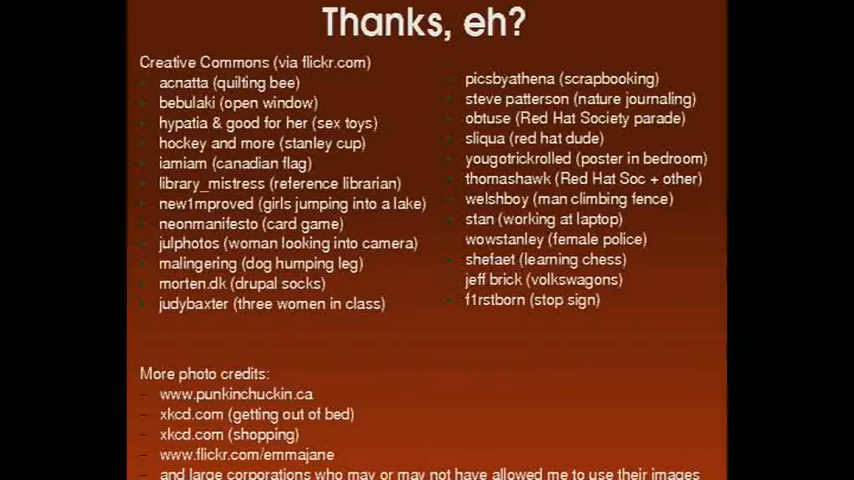 Thanks, eh?
Creative Commons (via flickr.com)
acnatta (quilting bee)
bebulaki (open window)
hypatia & good for her (sex toys)
hockey and more (stanley cup)
iamiam (canadian flag)
library_mistress (reference librarian)
new1mproved (girls jumping into a lake)
neonmanifesto (card game)
julphotos (woman looking into camera)
malingering (dog humping leg)
morten.dk (drupal socks)
judybaxter (three women in class)
picsbyathena (scrapbooking)
steve patterson (nature journaling)
obtuse (Red Hat Society parade)
sliqua (red hat dude)
yougotrickrolled (poster in bedroom)
thomashawk (Red Hat Soc + other)
welshboy (man climbing fence)
stan (working at laptop)
wowstanley (female police)
shefaet (learning chess)
jeff brick (volkswagons)
f1rstborn (stop sign)
More photo credits:
– www.punkinchuckin.ca
– xkcd.com (getting out of bed)
– xkcd.com (shopping)
– www.flickr.com/emmajane
– and large corporations who may or may not have allowed me to use their images